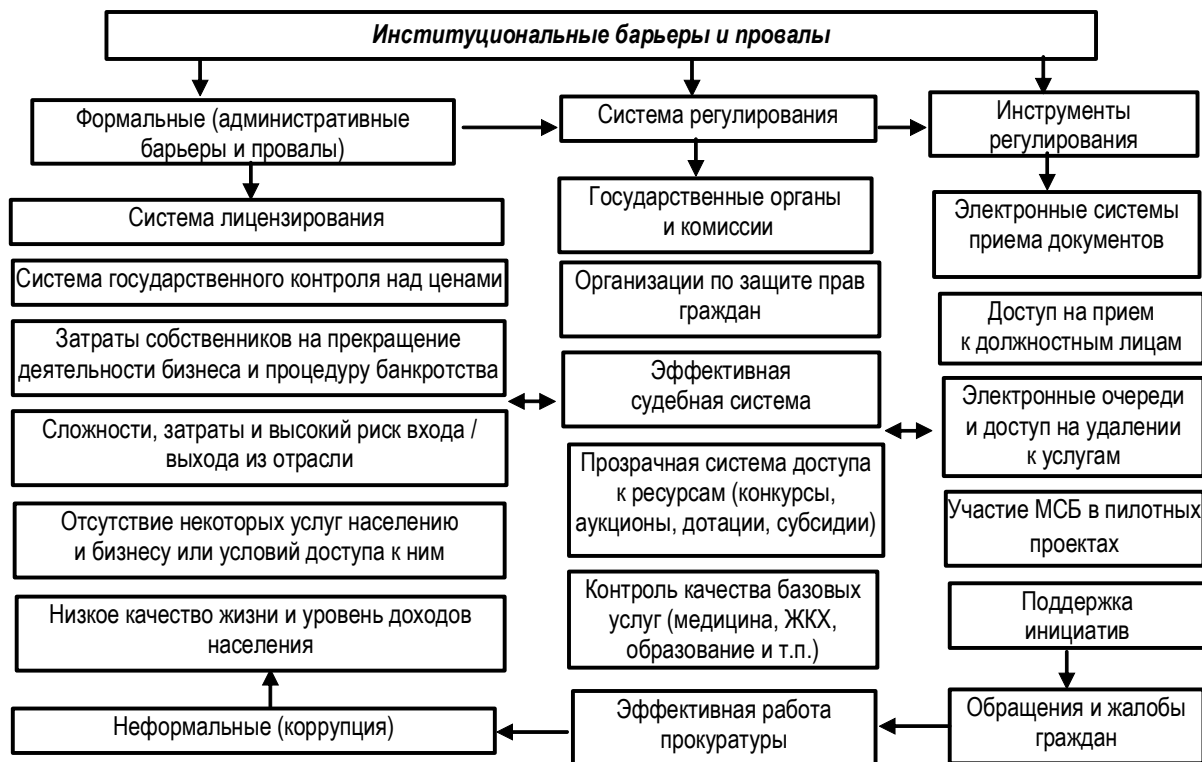 Институциональные барьеры и провалы
Формальные (административные
барьеры и провалы)
Система лицензирования
Система государственного контроля над ценами
Затраты собственников на прекращение
деятельности бизнеса и процедуру банкротства
Сложности, затраты и высокий риск входа /
выхода из отрасли
Отсутствие некоторых услуг населению
и бизнесу или условий доступа к ним
Низкое качество жизни и уровень доходов
населения
Неформальные (коррупция)
Система регулирования
Государственные органы
и комиссии
Организации по защите прав
граждан
Эффективная
судебная система
Прозрачная система доступа
к ресурсам (конкурсы,
аукционы, дотации, субсидии)
Контроль качества базовых
услуг (медицина, ЖКХ,
образование и т.п.)
Эффективная работа
прокуратуры
Инструменты
регулирования
Электронные системы
приема документов
Доступ на прием
к должностным лицам
Электронные очереди
и доступ на удалении
к услугам
Участие МСБ в пилотных
проектах
Поддержка
инициатив
Обращения и жалобы
граждан